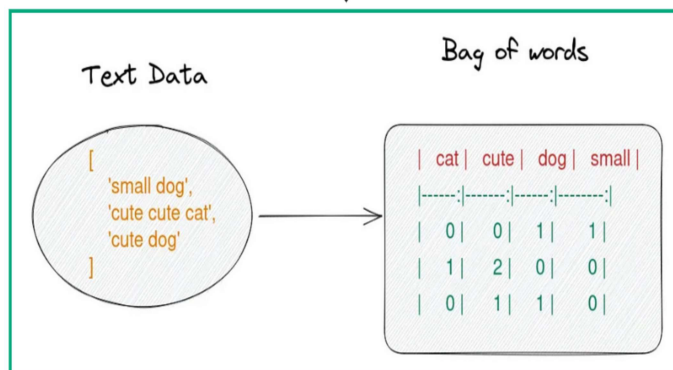 Text Data
[
'small dog',
'cute cute cat',
'cute dog'
]
Bag of words
| cat | cute | dog | small |
|-----:|------:|-----:|-------:|
| 0 | 0 | 1 | 1 |
| 1 | 2 | 0 | 0 |
| 0 | 1 | 1 | 0 |